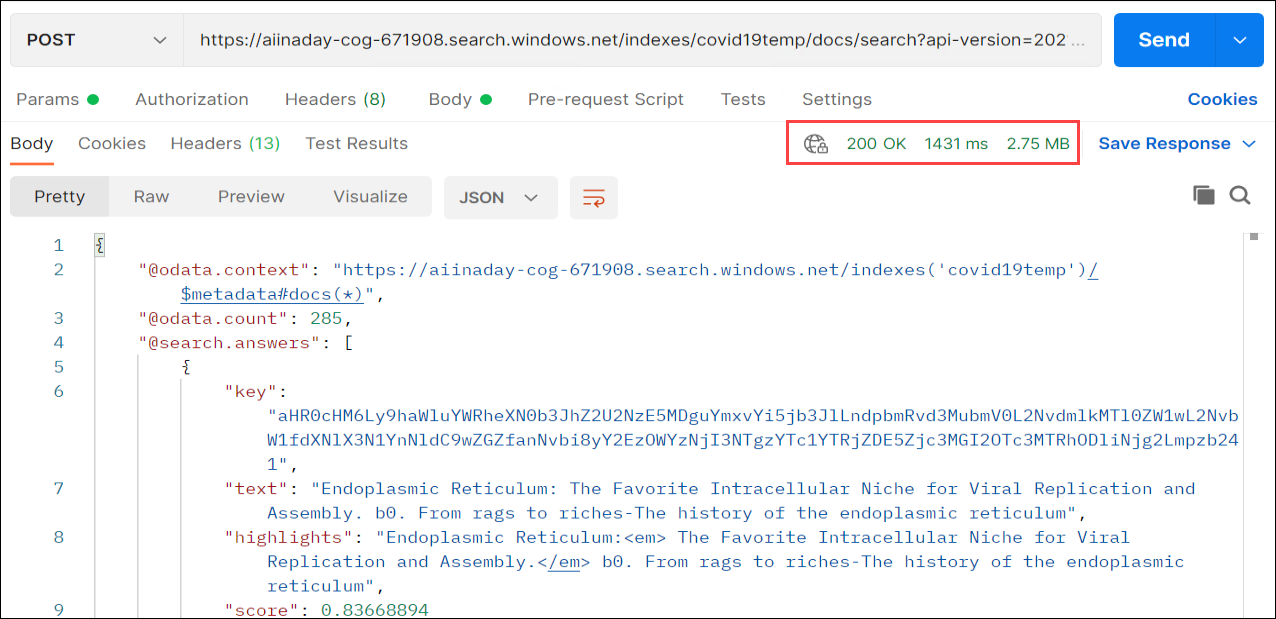 POST
https://aiinaday-cog-671908.search.windows.net/indexes/covid19temp/docs/search?api-version=202 ...
Send
Params
Authorization
Headers (8)
Body
Pre-request Script
Tests
Settings
Cookies
Body
Cookies
Headers (13)
Test Results
200 OK
1431 ms
2.75 MB
Save Response
Pretty
Raw
Preview
Visualize
JSON
1 {
2 "@odata.context": "https://aiinaday-cog-671908.search.windows.net/indexes('covid19temp')/
$metadata#docs(*)",
3 "@odata.count": 285,
4 "@search.answers": [
5 {
6 "key":
"aHR0cHM6Ly9haWluYWRheXN0b3JhZ2U2NzE5MDguYmxvYi5jb3JlLndpbmRvd3MubmV0L2NvdmlkMTl0ZW1wL2Nvb
W1fdXNlX3N1YnNldC9wZGZfanNvbi8yY2EzOWYzNjI3NTgzYTc1YTRjZDE5Zjc3MGI2OTc3MTRhODliNjg2Lmpzb24
1",
7 "text": "Endoplasmic Reticulum: The Favorite Intracellular Niche for Viral Replication and
Assembly. b0. From rags to riches-The history of the endoplasmic reticulum",
8 "highlights": "Endoplasmic Reticulum:<em> The Favorite Intracellular Niche for Viral
Replication and Assembly.</em> b0. From rags to riches-The history of the endoplasmic
reticulum",
9 "score": 0.83668894